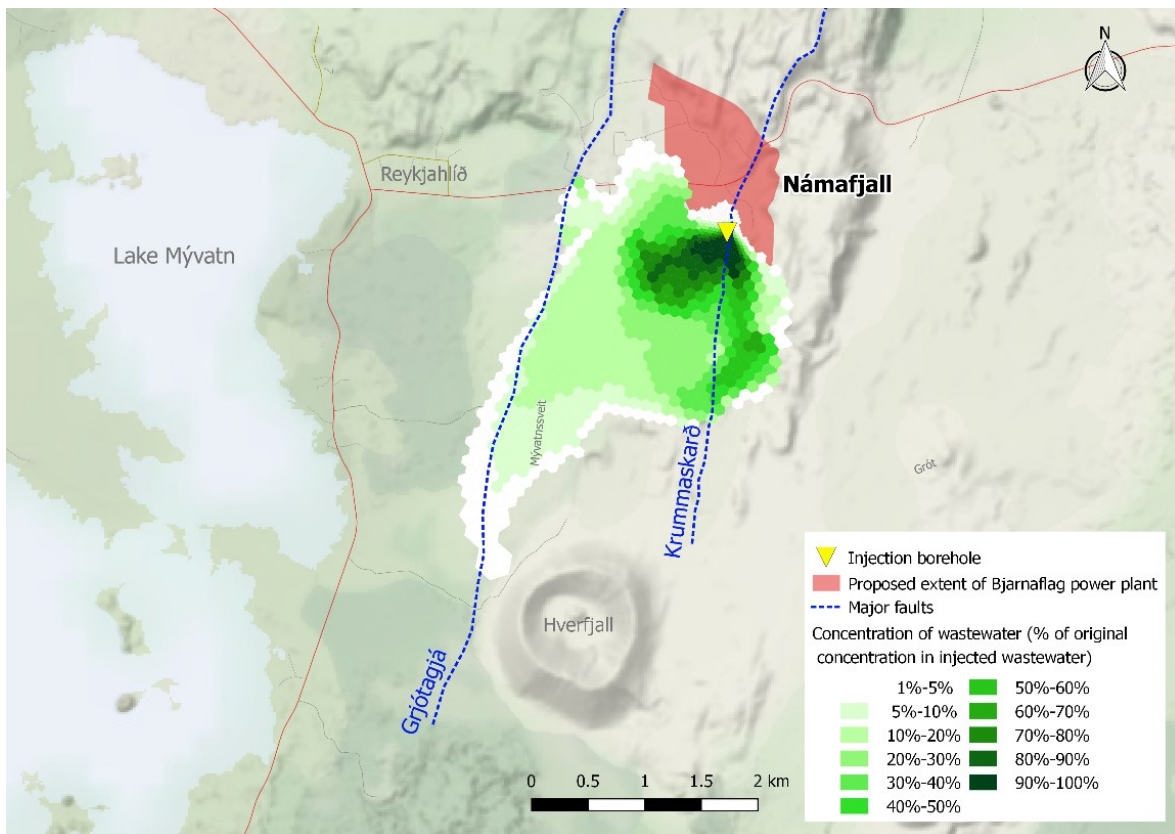 N
Reykjahlíð
Námafjall
Lake Mývatn
Mývatnssveit
Grót
Krummaskarð
Hverfjall
Grjótagjá
0 0.5 1 1.5 2 km
Injection borehole
Proposed extent of Bjarnaflag power plant
Major faults
Concentration of wastewater (% of original
concentration in injected wastewater)
1%-5% 50%-60%
5%-10% 60%-70%
10%-20% 70%-80%
20%-30% 80%-90%
30%-40% 90%-100%
40%-50%